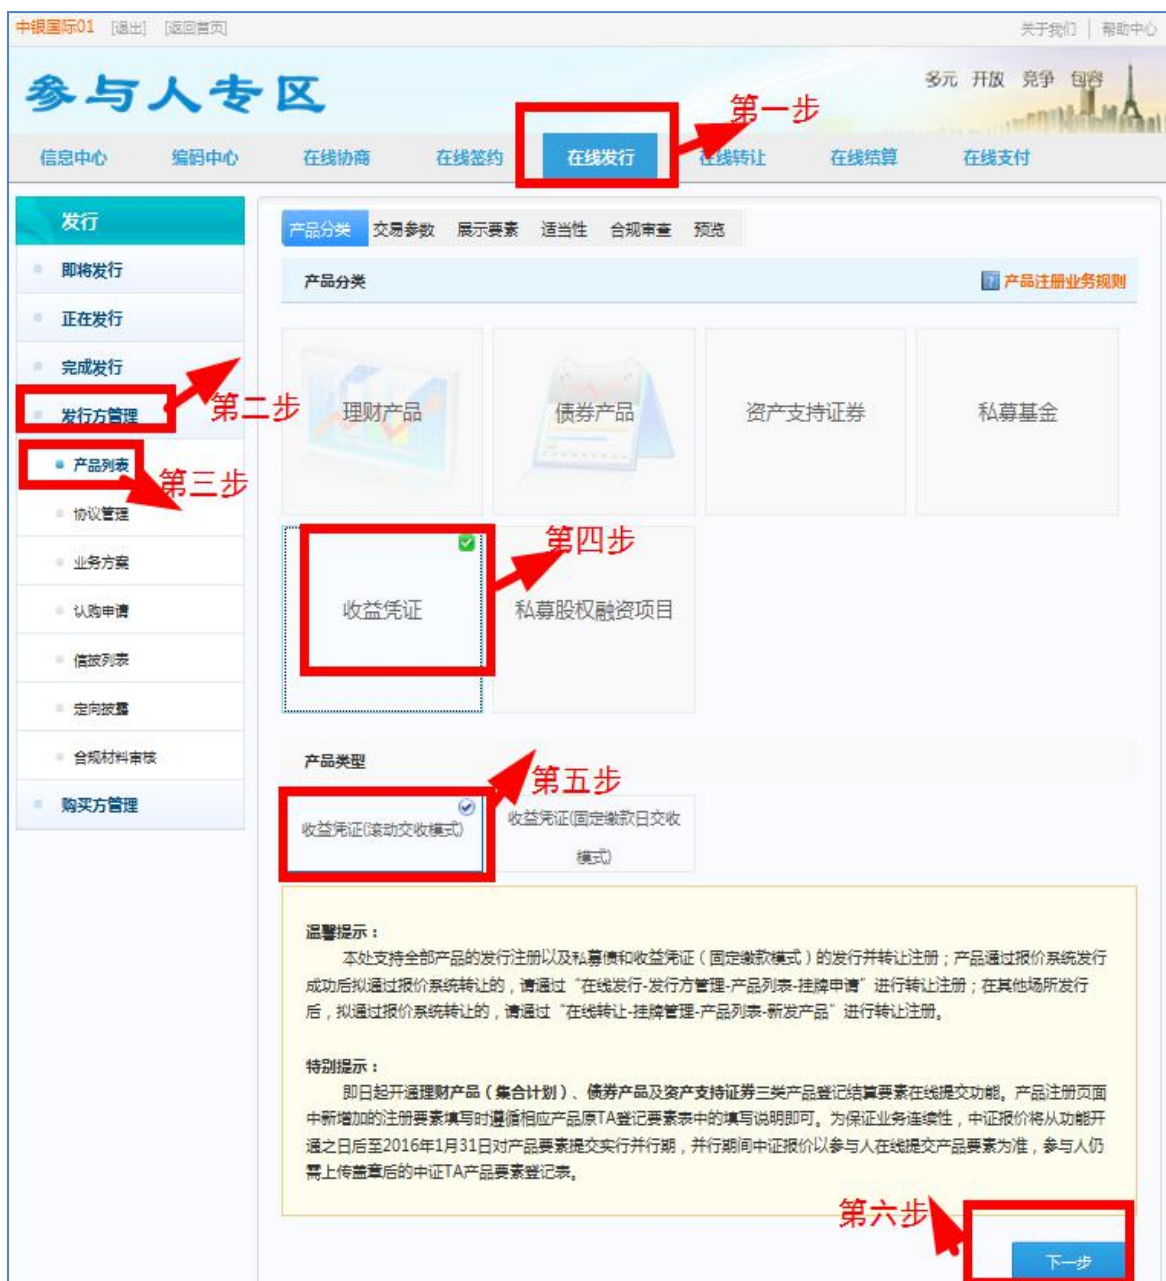 中银国际01 [退出] [返回首页] 关于我们 | 帮助中心
参与人专区
多元 开放 竞争 包容
第一步
信息中心 编码中心 在线协商 在线签约 在线发行 在线转让 在线结算 在线支付
发行
产品分类 交易参数 展示要素 适当性 合规审查 预览
即将发行
产品分类
产品注册业务规则
正在发行
完成发行
发行方管理
第二步
产品列表
第三步
协议管理
业务方案
认购申请
信披列表
定向披露
合规材料审核
购买方管理
理财产品
债券产品
资产支持证券
私募基金
第四步
收益凭证
私募股权融资项目
产品类型
第五步
收益凭证(滚动交收模式)
收益凭证(固定缴款日交收
模式)
温馨提示：
本处支持全部产品的发行注册以及私募债和收益凭证（固定缴款模式）的发行并转让注册；产品通过报价系统发行
成功后拟通过报价系统转让的，请通过“在线发行-发行方管理-产品列表-挂牌申请”进行转让注册；在其他场所发行
后，拟通过报价系统转让的，请通过“在线转让-挂牌管理-产品列表-新发产品”进行转让注册。
特别提示：
即日起开通理财产品（集合计划）、债券产品及资产支持证券三类产品登记结算要素在线提交功能。产品注册页面
中新增加的注册要素填写时遵循相应产品原TA登记要素表中的填写说明即可。为保证业务连续性，中证报价将从功能开
通之日后至2016年1月31日对产品要素提交实行并行期，并行期间中证报价以参与人在线提交产品要素为准，参与人仍
需上传盖章后的中证TA产品要素登记表。
第六步
下一步